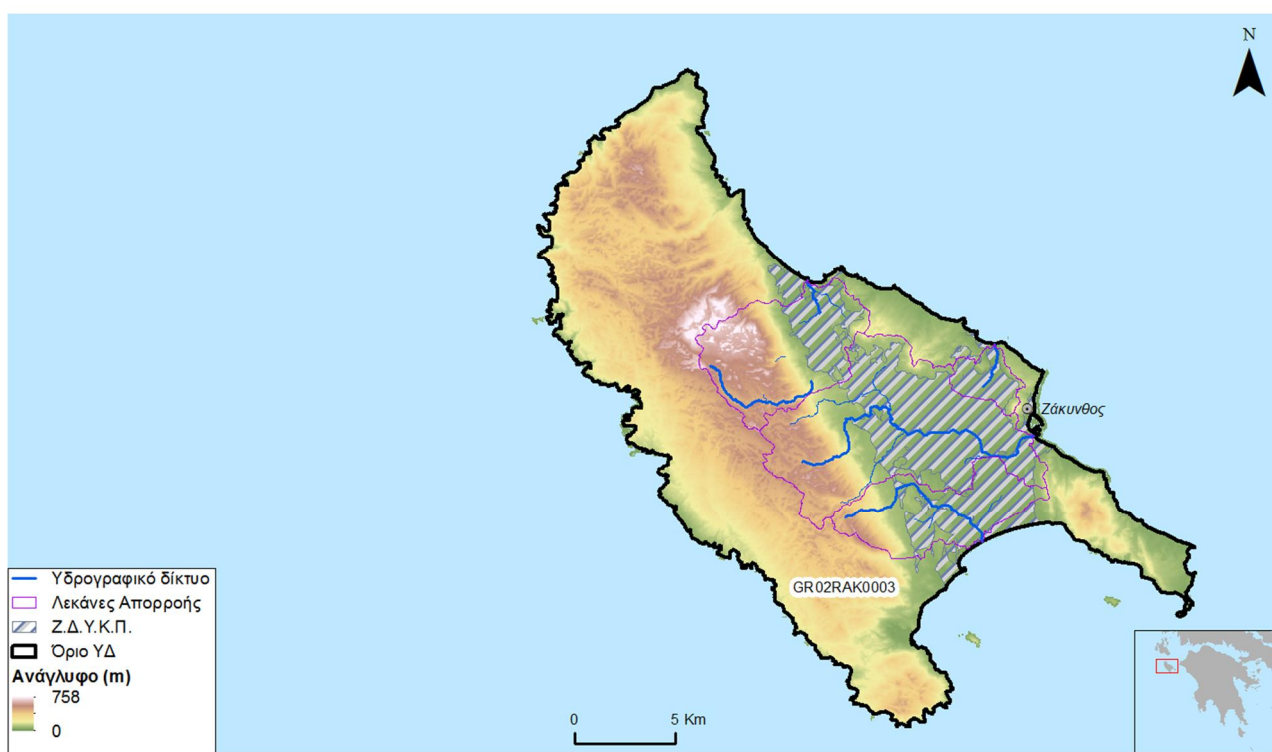 N
Ζάκυνθος
GR02RAK0003
Υδρογραφικό δίκτυο
Λεκάνες Απορροής
Ζ.Δ.Υ.Κ.Π.
Όριο ΥΔ
Ανάγλυφο (m)
758
0
0 5 Km